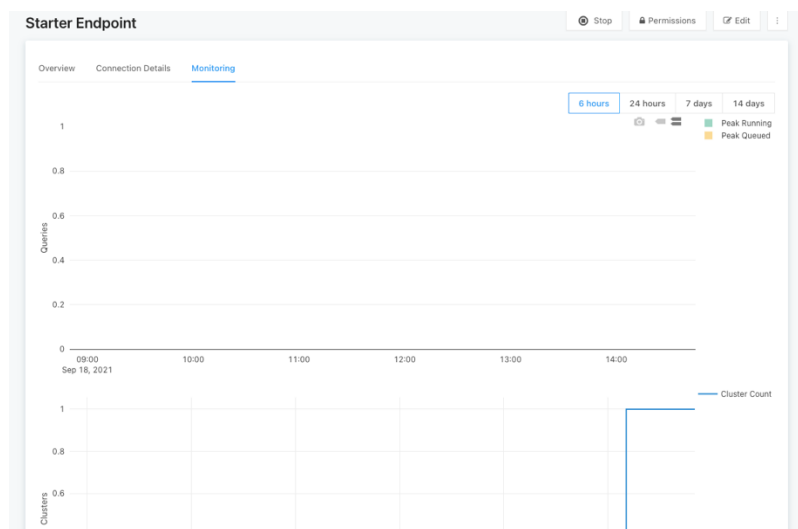 Starter Endpoint
Stop
Permissions
Edit
Overview
Connection Details
Monitoring
6 hours
24 hours
7 days
14 days
Peak Running
Peak Queued
1
0.8
0.6
0.4
0.2
0
Queries
09:00
10:00
11:00
12:00
13:00
14:00
Sep 18, 2021
Cluster Count
1
0.8
0.6
Clusters